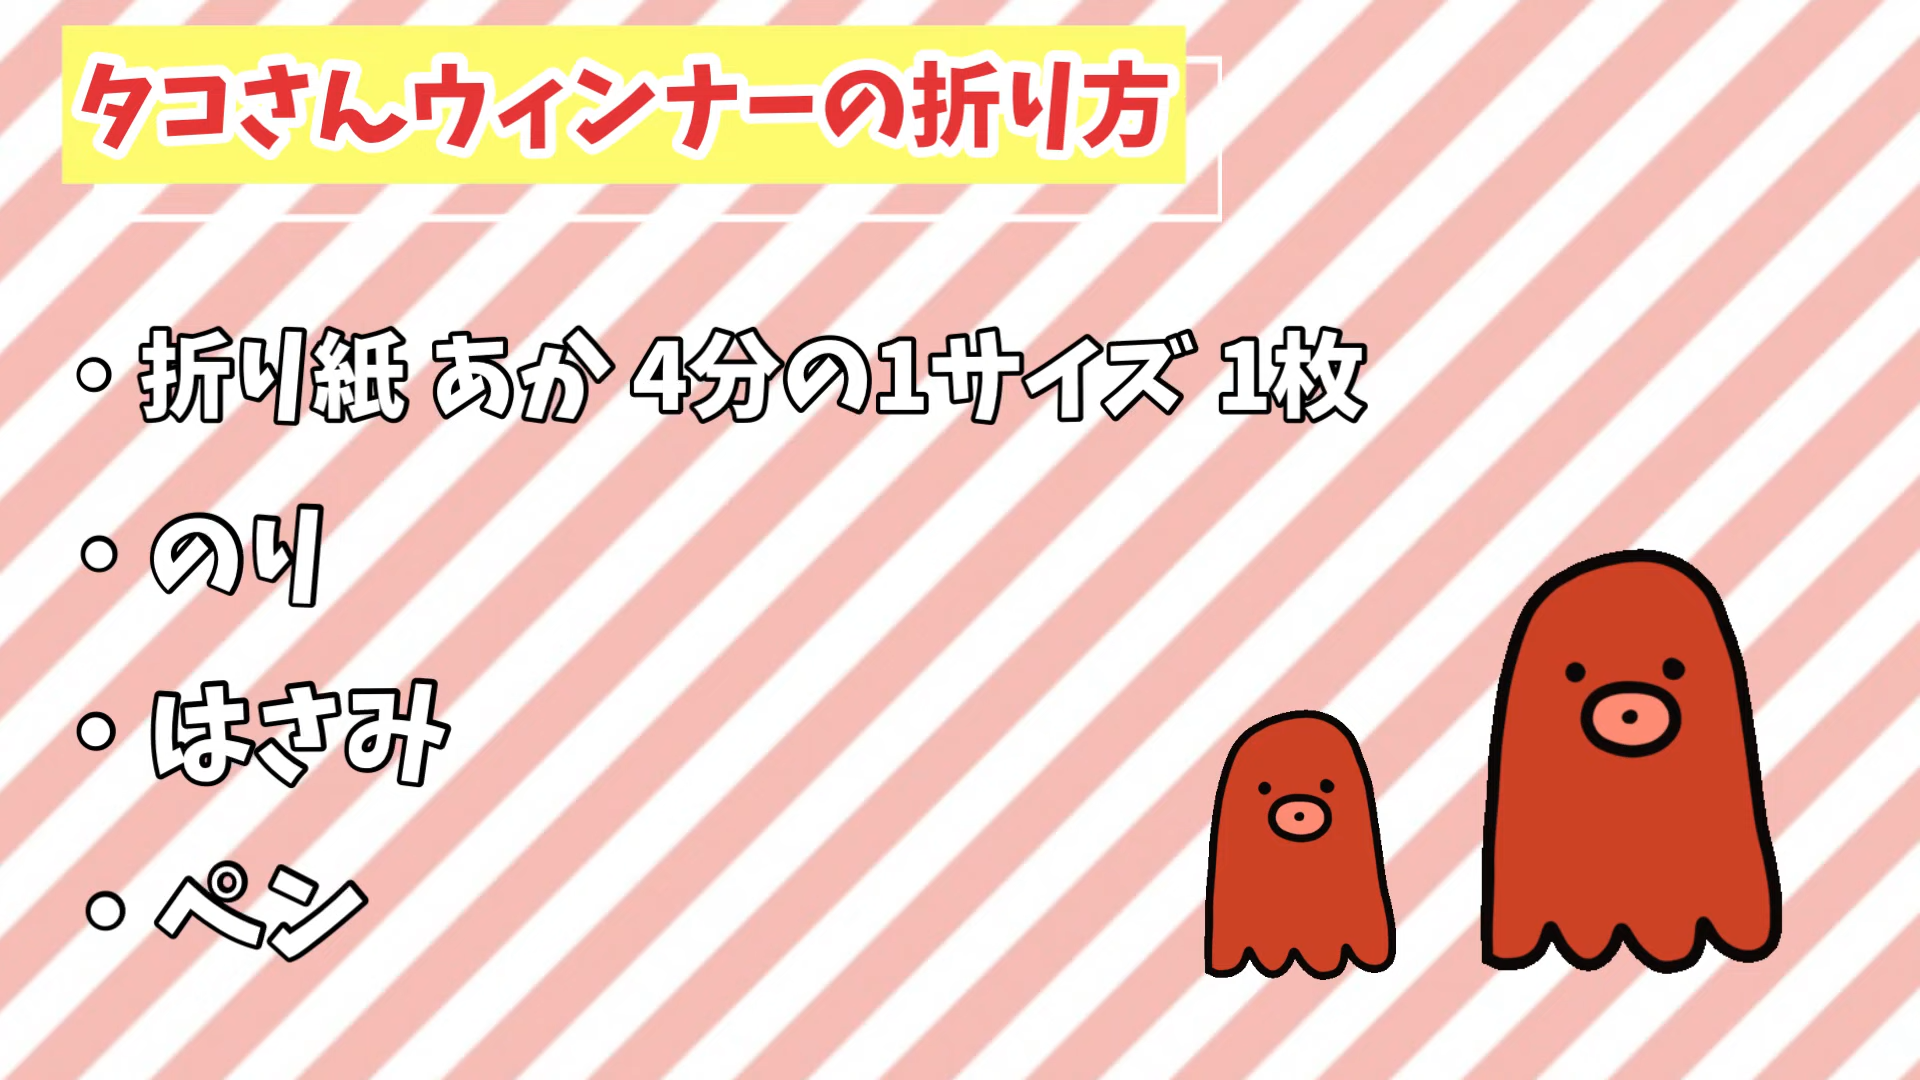 タコさんウィンナーの折り方
・折り紙 あか 4分の1サイズ 1枚
・のり
・はさみ
・ペン